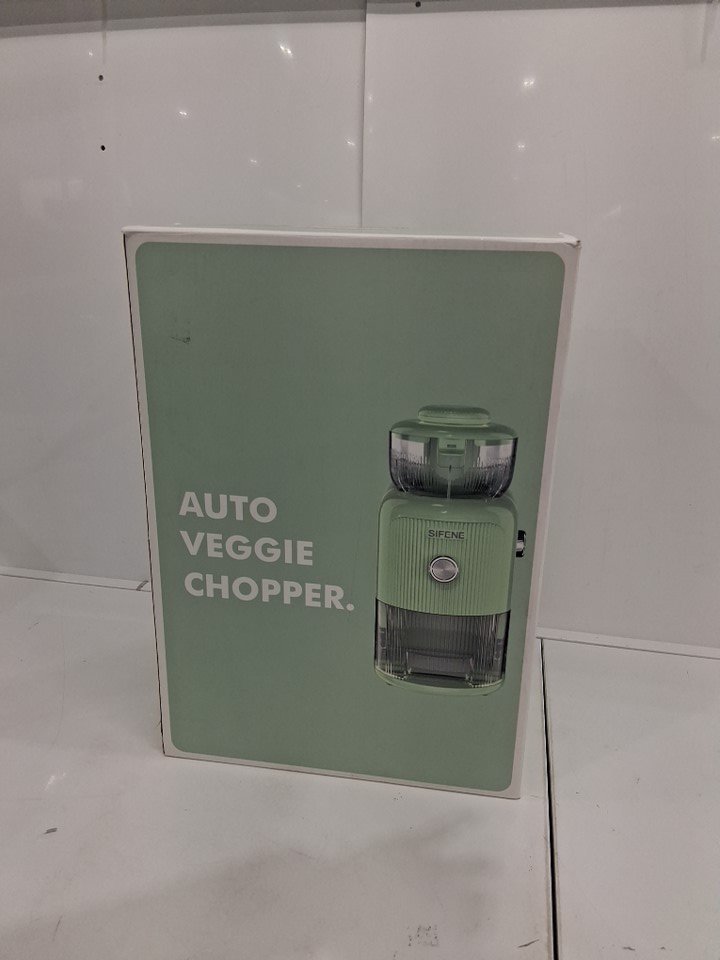 AUTO
VEGGIE
CHOPPER.
SIFENE